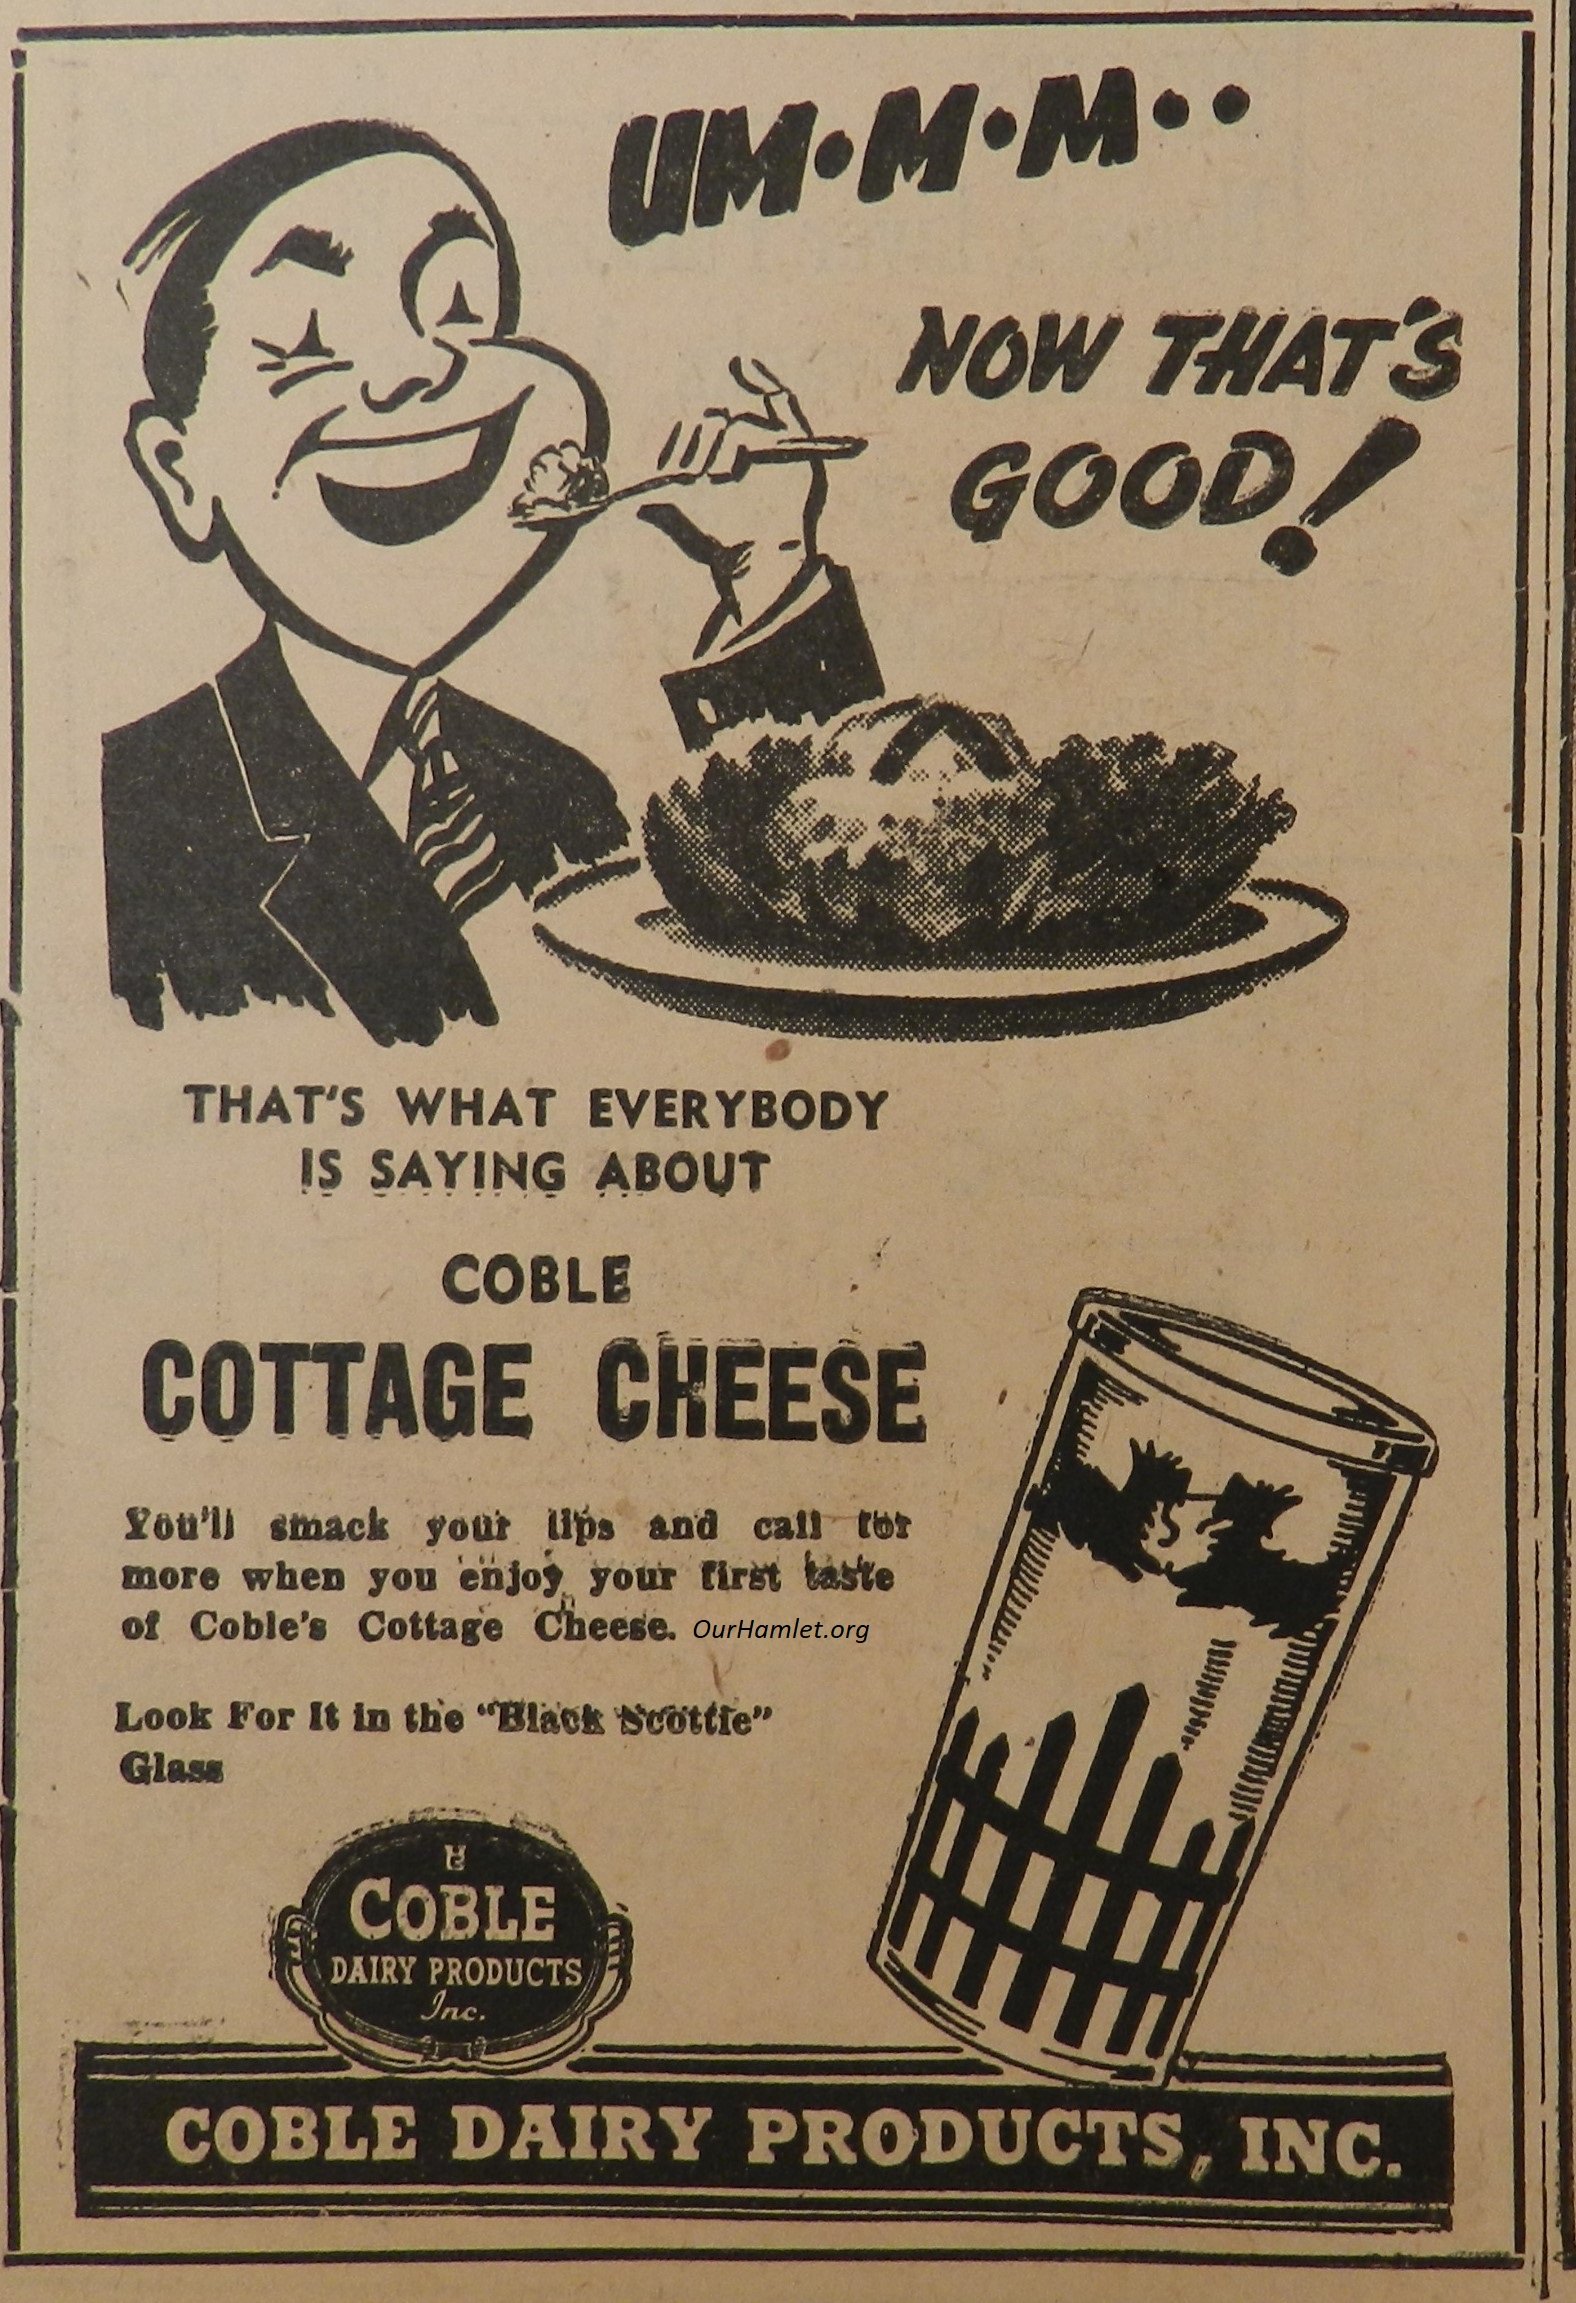 UM•M•M••
NOW THAT'S
GOOD!
THAT'S WHAT EVERYBODY
IS SAYING ABOUT
COBLE
COTTAGE CHEESE
You'll smack your lips and call for
more when you enjoy your first taste
of Coble's Cottage Cheese. OurHamlet.org
Look For It in the "Black Scottie"
Glass
COBLE
DAIRY PRODUCTS
Inc.
COBLE DAIRY PRODUCTS, INC.